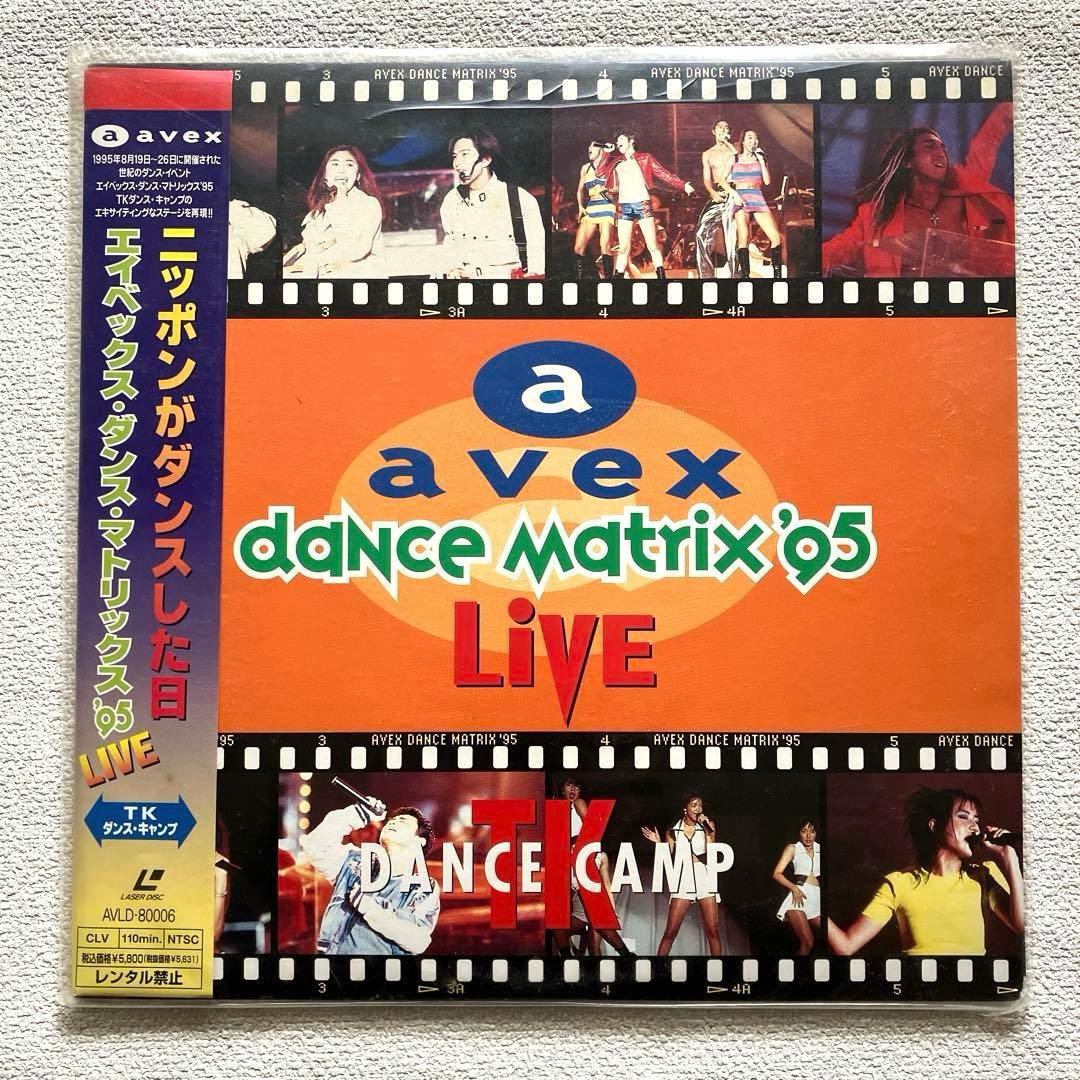 a avex
1995年8月19日〜26日に開催された
世紀のダンス・イベント
エイベックス・ダンス・マトリックス'95
TKダンス・キャンプの
エキサイティングなステージを再現!!
ニッポンがダンスした日
エイベックス・ダンス・マトリックス'95
LIVE
TK
ダンス・キャンプ
LASER DISC
AVLD-80006
CLV 110min. NTSC
税込価格¥5,800(税抜価格¥5,631)
レンタル禁止
5 3 AVEX DANCE MATRIX '95 4 AVEX DANCE MATRIX '95 5 AVEX DANCE
3 ▷3A 4 ▷4A 5 ▷
a
avex
dance Matrix '95
LiVE
95 3 AVEX DANCE MATRIX '95 4 AVEX DANCE MATRIX '95 5 AVEX DANCE
TK
DANCE CAMP
3 ▷3A 4 ▷4A 5 ▷